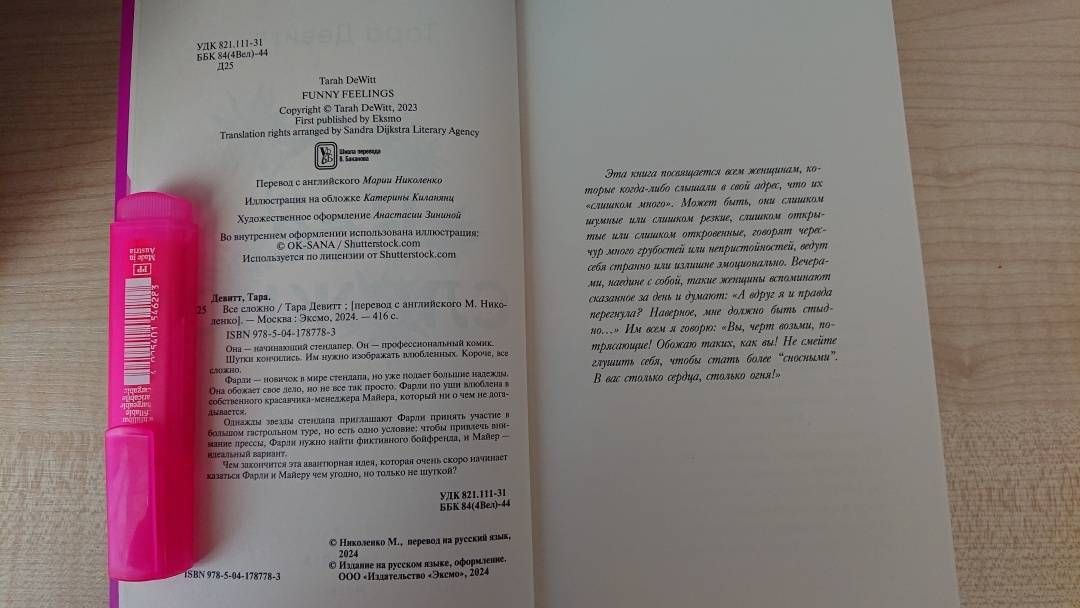 УДК 821.111-31
ББК 84(4Вел)-44
Д25
Tarah DeWitt
FUNNY FEELINGS
Copyright © Tarah DeWitt, 2023
First published by Eksmo
Translation rights arranged by Sandra Dijkstra Literary Agency
Школа перевода
В. Баканова
Перевод с английского Марии Николенко
Иллюстрация на обложке Катерины Киланянц
Художественное оформление Анастасии Зининой
Во внутреннем оформлении использована иллюстрация:
© OK-SANA / Shutterstock.com
Используется по лицензии от Shutterstock.com
Девитт, Тара.
25 Все сложно / Тара Девитт ; [перевод с английского М. Нико-
ленко]. — Москва : Эксмо, 2024. — 416 с.
ISBN 978-5-04-178778-3
Она — начинающий стендапер. Он — профессиональный комик.
Шутки кончились. Им нужно изображать влюбленных. Короче, все
сложно.
Фарли — новичок в мире стендапа, но уже подает большие надежды.
Она обожает свое дело, но не все так просто. Фарли по уши влюблена в
собственного красавчика-менеджера Майера, который ни о чем не дога-
дывается.
Однажды звезды стендапа приглашают Фарли принять участие в
большом гастрольном туре, но есть одно условие: чтобы привлечь вни-
мание прессы, Фарли нужно найти фиктивного бойфренда, и Майер —
идеальный вариант.
Чем закончится эта авантюрная идея, которая очень скоро начинает
казаться Фарли и Майеру чем угодно, но только не шуткой?
УДК 821.111-31
ББК 84(4Вел)-44
© Николенко М., перевод на русский язык,
2024
© Издание на русском языке, оформление.
ООО «Издательство «Эксмо», 2024
ISBN 978-5-04-178778-3
Эта книга посвящается всем женщинам, ко-
торые когда-либо слышали в свой адрес, что их
«слишком много». Может быть, они слишком
шумные или слишком резкие, слишком откры-
тые или слишком откровенные, говорят черес-
чур много грубостей или непристойностей, ведут
себя странно или излишне эмоционально. Вечера-
ми, наедине с собой, такие женщины вспоминают
сказанное за день и думают: «А вдруг я и правда
перегнула? Наверное, мне должно быть стыд-
но…» Им всем я говорю: «Вы, черт возьми, по-
трясающие! Обожаю таких, как вы! Не смейте
глушить себя, чтобы стать более “сносными”.
В вас столько сердца, столько огня!»
Made in
Austria
PP